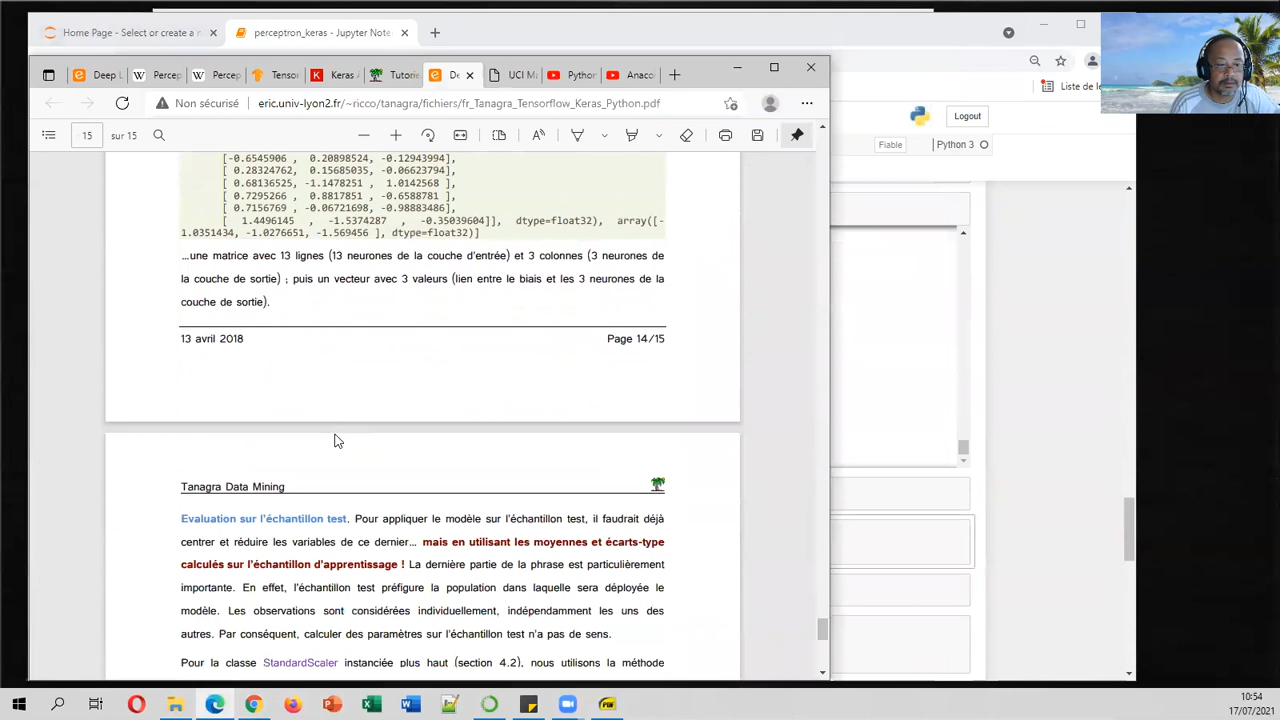 Home Page - Select or create a n
perceptron_keras - Jupyter Note
Deep L
Percep
Percep
Tensor
Keras A
Tutorie
De
UCI M
Python
Anaco
Non sécurisé
eric.univ-lyon2.fr/~ricco/tanagra/fichiers/fr_Tanagra_Tensorflow_Keras_Python.pdf
Liste de le
Logout
15 sur 15
Fiable
Python 3
[-0.6545906 , 0.20898524, -0.12943994],
[ 0.28324762, 0.15685035, -0.06623794],
[ 0.68136525, -1.1478251 , 1.0142568 ],
[ 0.7295266 , 0.8817851 , -0.6588781 ],
[ 0.7156769 , -0.06721698, -0.98883486],
[ 1.4496145 , -1.5374287 , -0.35039604]], dtype=float32), array([-
1.0351434, -1.0276651, -1.569456 ], dtype=float32)]
…une matrice avec 13 lignes (13 neurones de la couche d'entrée) et 3 colonnes (3 neurones de
la couche de sortie) ; puis un vecteur avec 3 valeurs (lien entre le biais et les 3 neurones de la
couche de sortie).
13 avril 2018
Page 14/15
Tanagra Data Mining
Evaluation sur l'échantillon test. Pour appliquer le modèle sur l'échantillon test, il faudrait déjà
centrer et réduire les variables de ce dernier… mais en utilisant les moyennes et écarts-type
calculés sur l'échantillon d'apprentissage ! La dernière partie de la phrase est particulièrement
importante. En effet, l'échantillon test préfigure la population dans laquelle sera déployée le
modèle. Les observations sont considérées individuellement, indépendamment les uns des
autres. Par conséquent, calculer des paramètres sur l'échantillon test n'a pas de sens.
Pour la classe StandardScaler instanciée plus haut (section 4.2), nous utilisons la méthode
10:54
17/07/2021